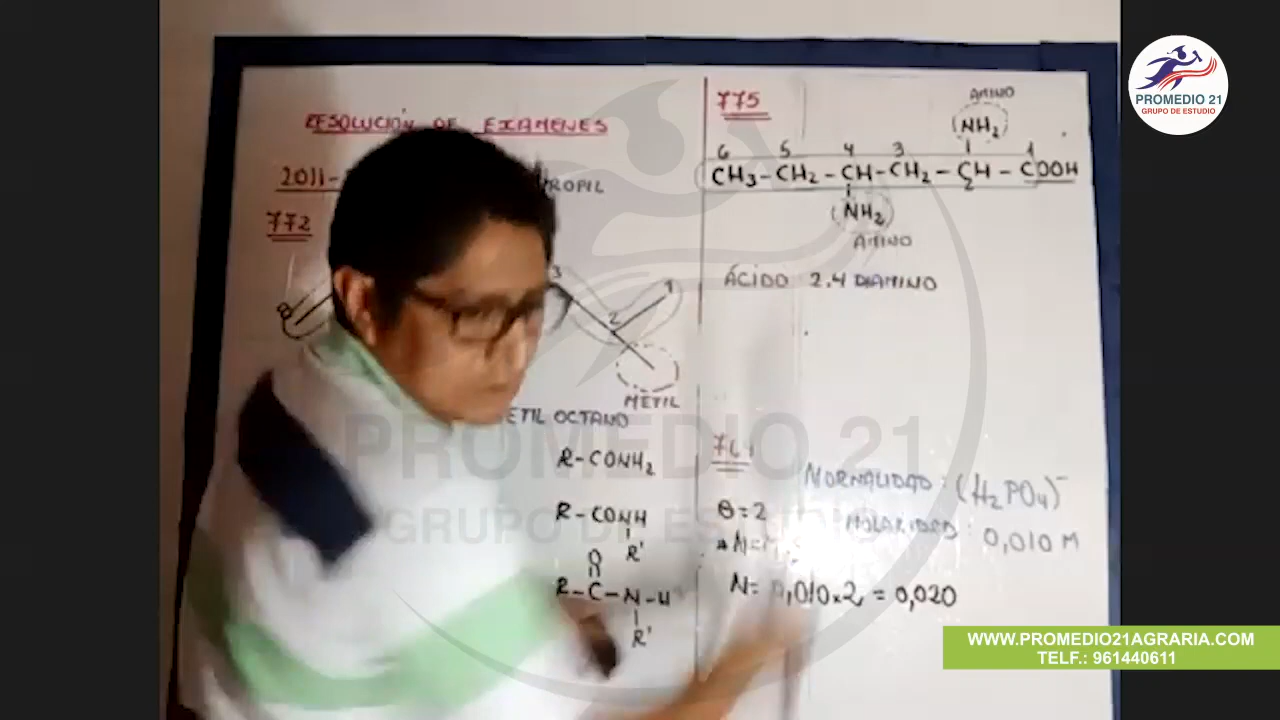 PROMEDIO 21
GRUPO DE ESTUDIO
RESOLUCIÓN DE EXAMENES
2011-
ROPIL
772
8
3
2
1
METIL
ETIL OCTANO
R-CONH2
R-CONH
R'
O
R-C-N-H
R'
775
AMINO
NH2
6 5 4 3 1
CH3-CH2-CH-CH2-CH-COOH
2
NH2
AMINO
ÁCIDO 2,4 DIAMINO
NORMALIDAD: (H2PO4)-
θ=2
MOLARIDAD: 0,010 M
N= 0,010x2 = 0,020
PROMEDIO 21
GRUPO DE ESTUDIO
WWW.PROMEDIO21AGRARIA.COM
TELF.: 961440611